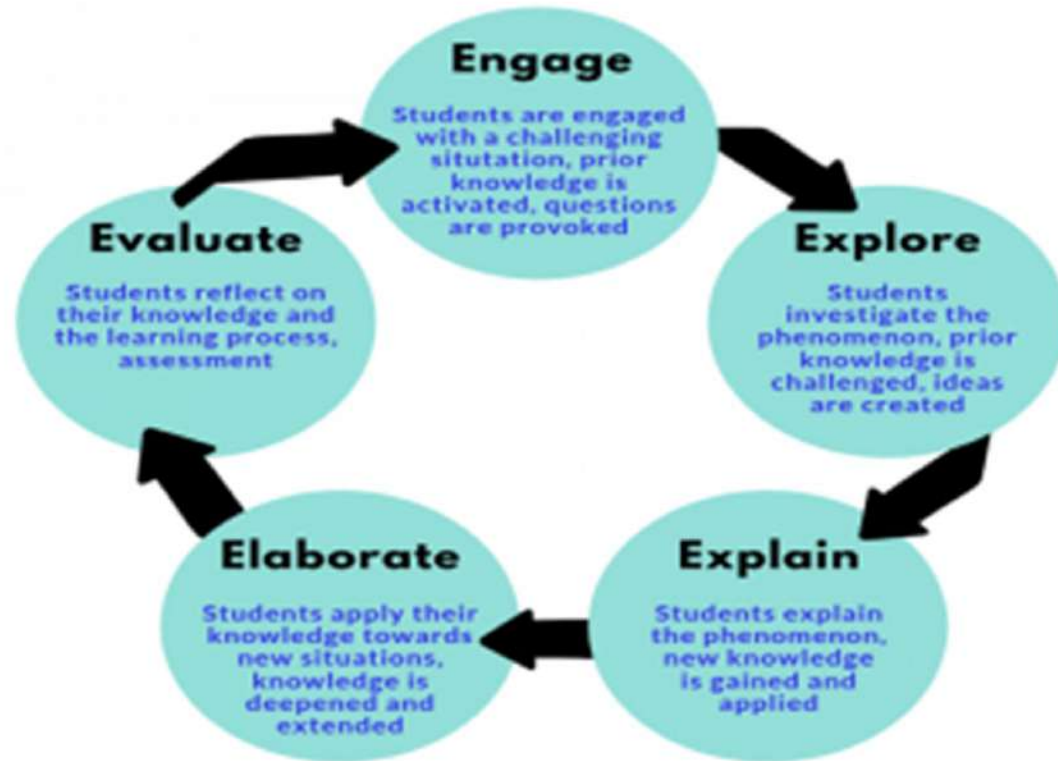 Engage
Students are engaged
with a challenging
situtation, prior
knowledge is
activated, questions
are provoked
Explore
Students
investigate the
phenomenon, prior
knowledge is
challenged, ideas
are created
Explain
Students explain
the phenomenon,
new knowledge
is gained and
applied
Elaborate
Students apply their
knowledge towards
new situations,
knowledge is
deepened and
extended
Evaluate
Students reflect on
their knowledge and
the learning process,
assessment